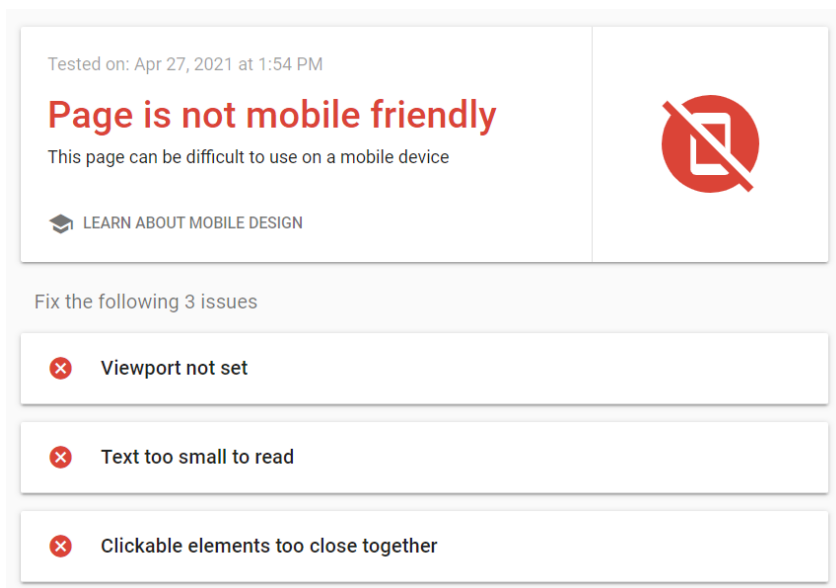 Tested on: Apr 27, 2021 at 1:54 PM
Page is not mobile friendly
This page can be difficult to use on a mobile device
LEARN ABOUT MOBILE DESIGN
Fix the following 3 issues
Viewport not set
Text too small to read
Clickable elements too close together